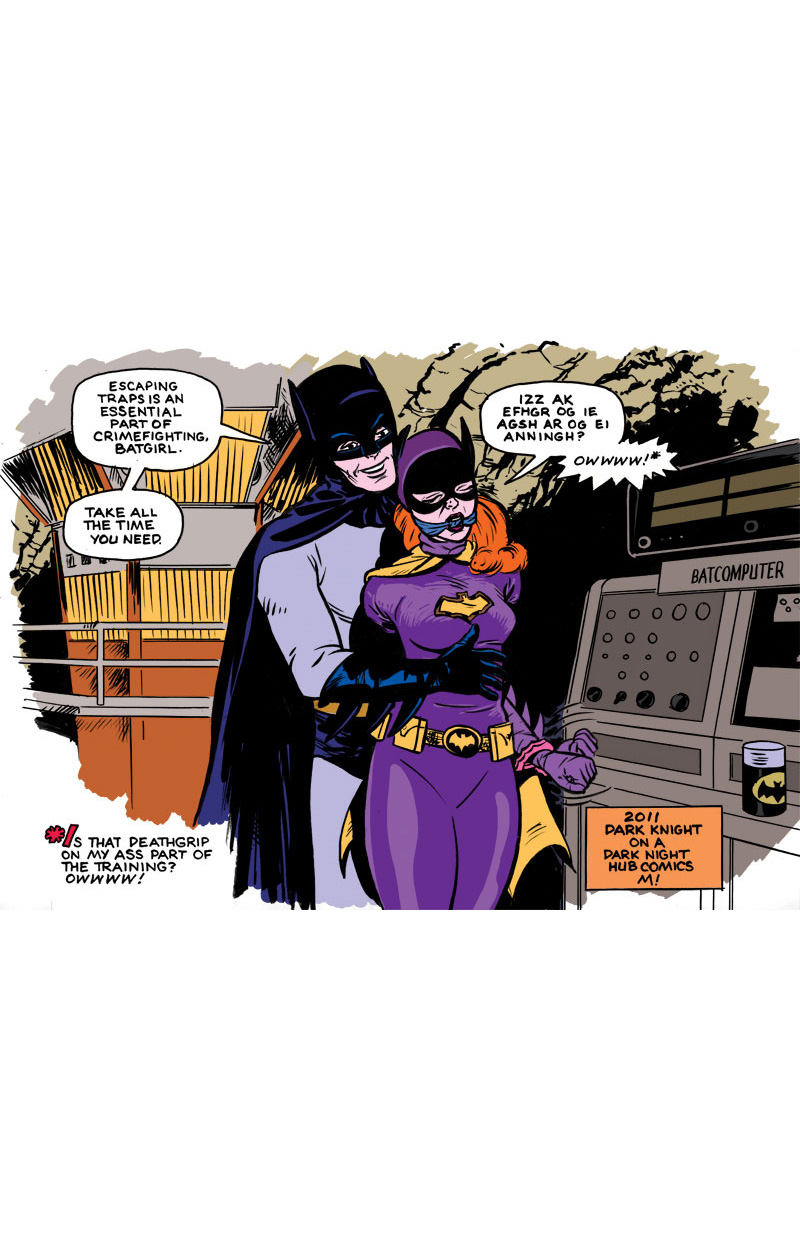 ESCAPING
TRAPS IS AN
ESSENTIAL
PART OF
CRIMEFIGHTING,
BATGIRL.
TAKE ALL
THE TIME
YOU NEED.
IZZ AK
EFHGR OG IE
AGSH AR OG EI
ANNINGH?
OWWWW!*
BATCOMPUTER
*IS THAT DEATHGRIP
ON MY ASS PART OF
THE TRAINING?
OWWWW!
2011
PARK KNIGHT
ON A
PARK NIGHT
HUB COMICS
M!